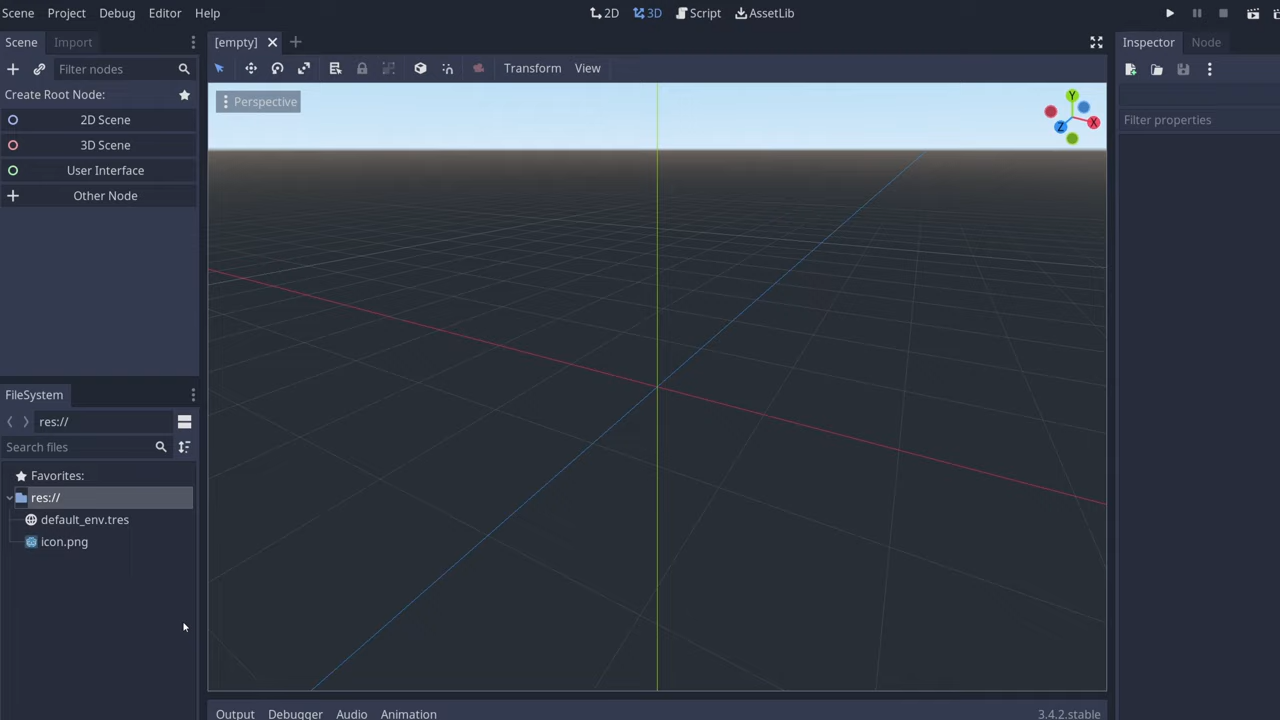 Scene Project Debug Editor Help
2D 3D Script AssetLib
Scene Import
Filter nodes
Create Root Node:
2D Scene
3D Scene
User Interface
Other Node
FileSystem
res://
Search files
Favorites:
res://
default_env.tres
icon.png
[empty]
Transform View
Perspective
Y
X
Z
Output Debugger Audio Animation
3.4.2.stable
Inspector Node
Filter properties